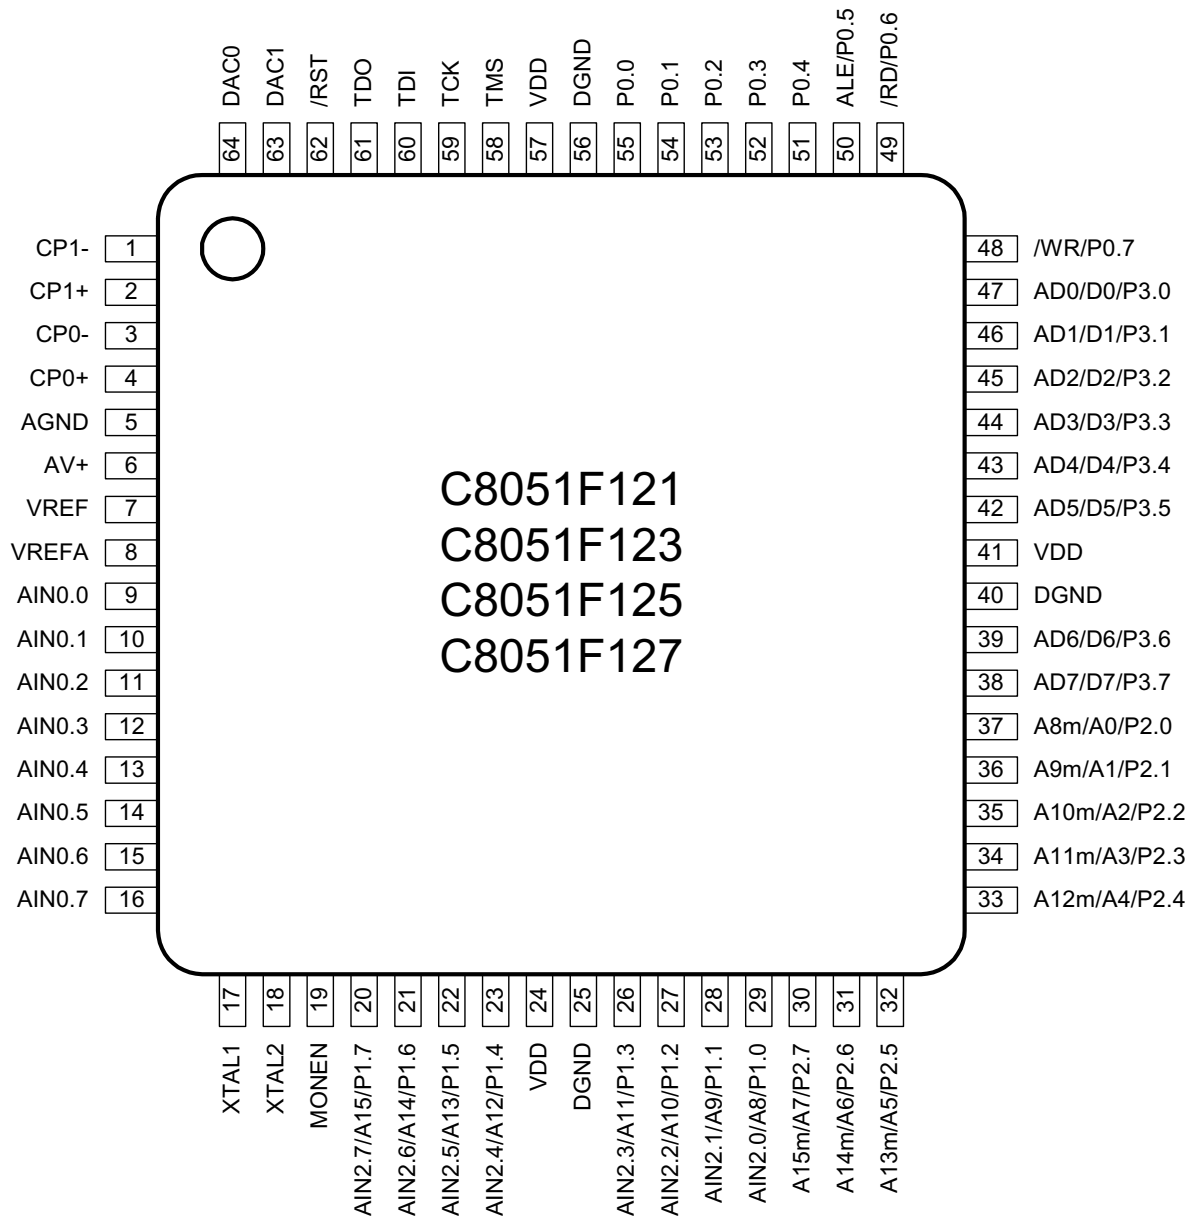 DAC0
DAC1
/RST
TDO
TDI
TCK
TMS
VDD
DGND
P0.0
P0.1
P0.2
P0.3
P0.4
ALE/P0.5
/RD/P0.6
64
63
62
61
60
59
58
57
56
55
54
53
52
51
50
49
CP1- 1
CP1+ 2
CP0- 3
CP0+ 4
AGND 5
AV+ 6
VREF 7
VREFA 8
AIN0.0 9
AIN0.1 10
AIN0.2 11
AIN0.3 12
AIN0.4 13
AIN0.5 14
AIN0.6 15
AIN0.7 16
C8051F121
C8051F123
C8051F125
C8051F127
48 /WR/P0.7
47 AD0/D0/P3.0
46 AD1/D1/P3.1
45 AD2/D2/P3.2
44 AD3/D3/P3.3
43 AD4/D4/P3.4
42 AD5/D5/P3.5
41 VDD
40 DGND
39 AD6/D6/P3.6
38 AD7/D7/P3.7
37 A8m/A0/P2.0
36 A9m/A1/P2.1
35 A10m/A2/P2.2
34 A11m/A3/P2.3
33 A12m/A4/P2.4
17
18
19
20
21
22
23
24
25
26
27
28
29
30
31
32
XTAL1
XTAL2
MONEN
AIN2.7/A15/P1.7
AIN2.6/A14/P1.6
AIN2.5/A13/P1.5
AIN2.4/A12/P1.4
VDD
DGND
AIN2.3/A11/P1.3
AIN2.2/A10/P1.2
AIN2.1/A9/P1.1
AIN2.0/A8/P1.0
A15m/A7/P2.7
A14m/A6/P2.6
A13m/A5/P2.5